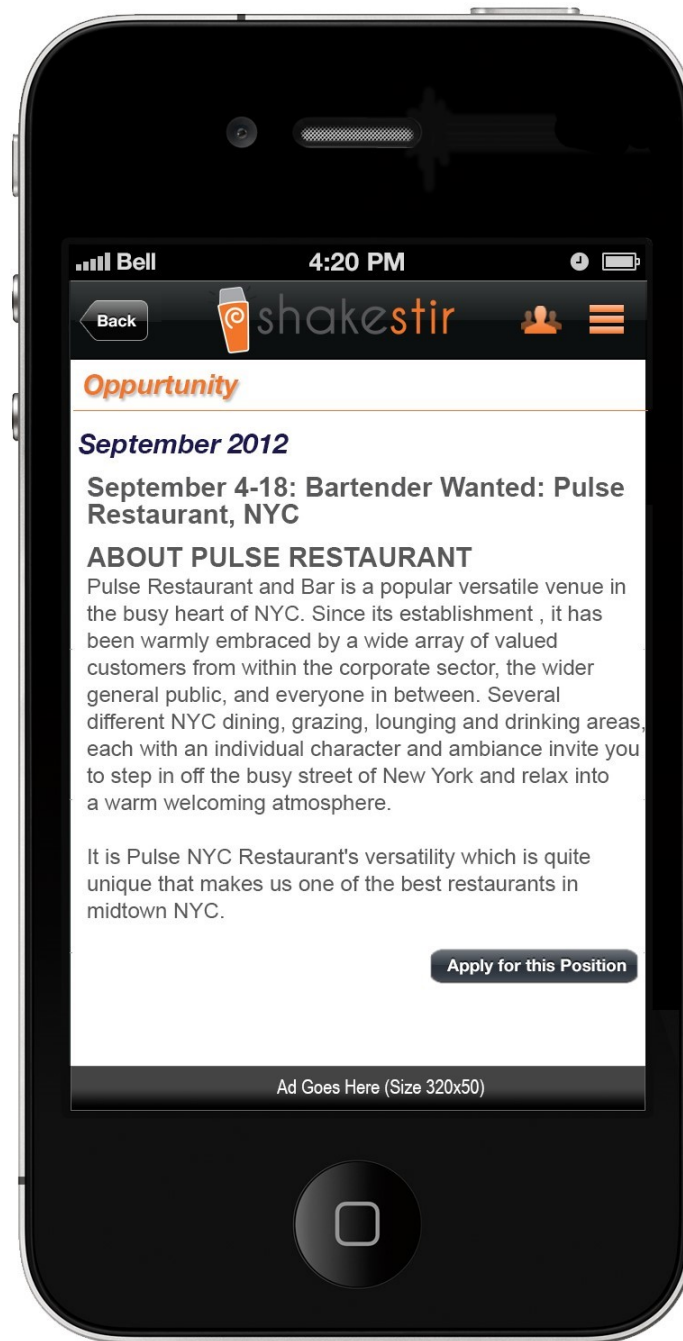 Bell 4:20 PM
Back shakestir
Oppurtunity
September 2012
September 4-18: Bartender Wanted: Pulse
Restaurant, NYC
ABOUT PULSE RESTAURANT
Pulse Restaurant and Bar is a popular versatile venue in
the busy heart of NYC. Since its establishment , it has
been warmly embraced by a wide array of valued
customers from within the corporate sector, the wider
general public, and everyone in between. Several
different NYC dining, grazing, lounging and drinking areas,
each with an individual character and ambiance invite you
to step in off the busy street of New York and relax into
a warm welcoming atmosphere.
It is Pulse NYC Restaurant's versatility which is quite
unique that makes us one of the best restaurants in
midtown NYC.
Apply for this Position
Ad Goes Here (Size 320x50)